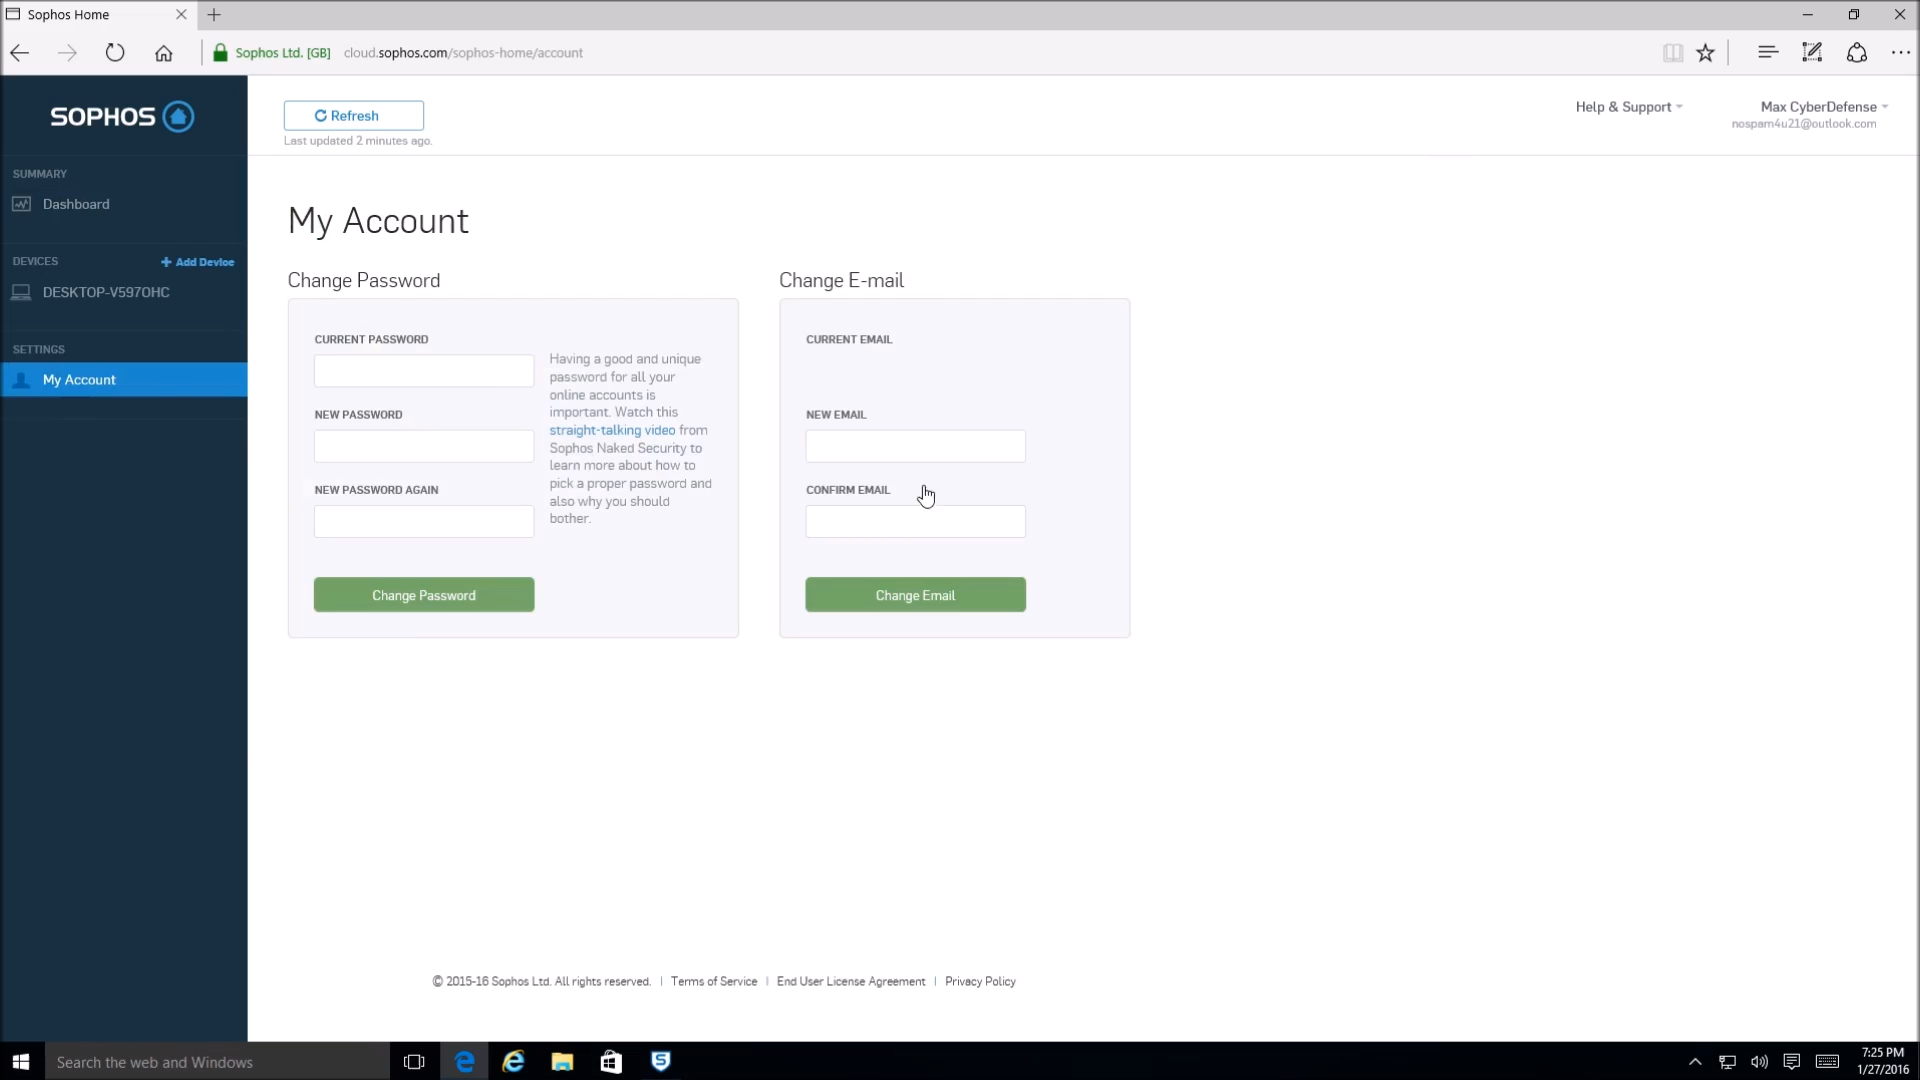 Sophos Home
Sophos Ltd. [GB] cloud.sophos.com/sophos-home/account
SOPHOS
Refresh
Last updated 2 minutes ago.
Help & Support
Max CyberDefense
nospam4u21@outlook.com
SUMMARY
Dashboard
DEVICES
+ Add Device
DESKTOP-V597OHC
SETTINGS
My Account
My Account
Change Password
CURRENT PASSWORD
NEW PASSWORD
NEW PASSWORD AGAIN
Having a good and unique
password for all your
online accounts is
important. Watch this
straight-talking video from
Sophos Naked Security to
learn more about how to
pick a proper password and
also why you should
bother.
Change Password
Change E-mail
CURRENT EMAIL
NEW EMAIL
CONFIRM EMAIL
Change Email
© 2015-16 Sophos Ltd. All rights reserved. | Terms of Service | End User License Agreement | Privacy Policy
Search the web and Windows
7:25 PM
1/27/2016